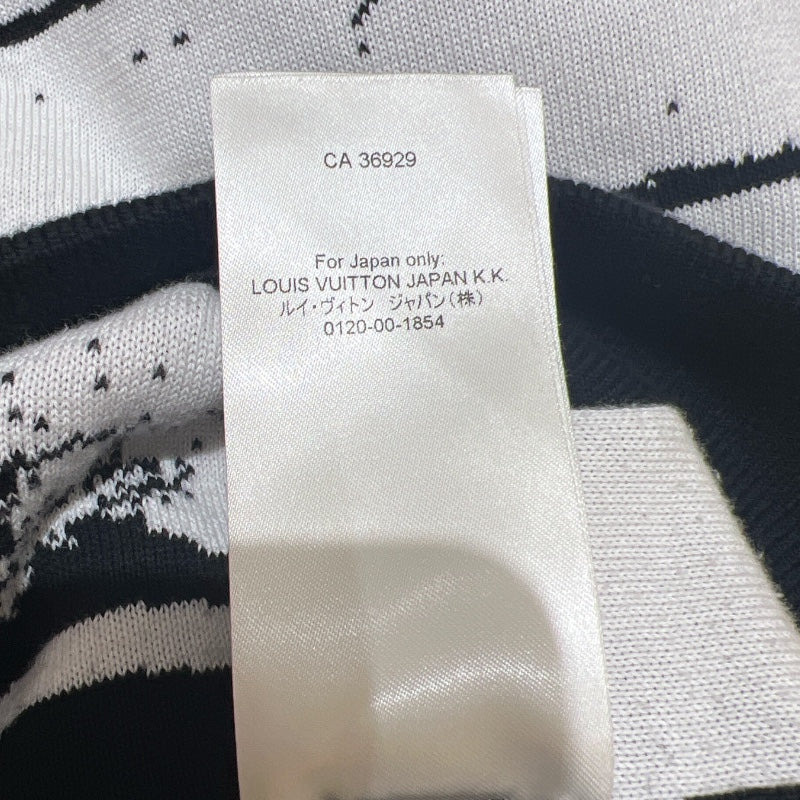 CA 36929
For Japan only:
LOUIS VUITTON JAPAN K.K.
ルイ・ヴィトン ジャパン(株)
0120-00-1854